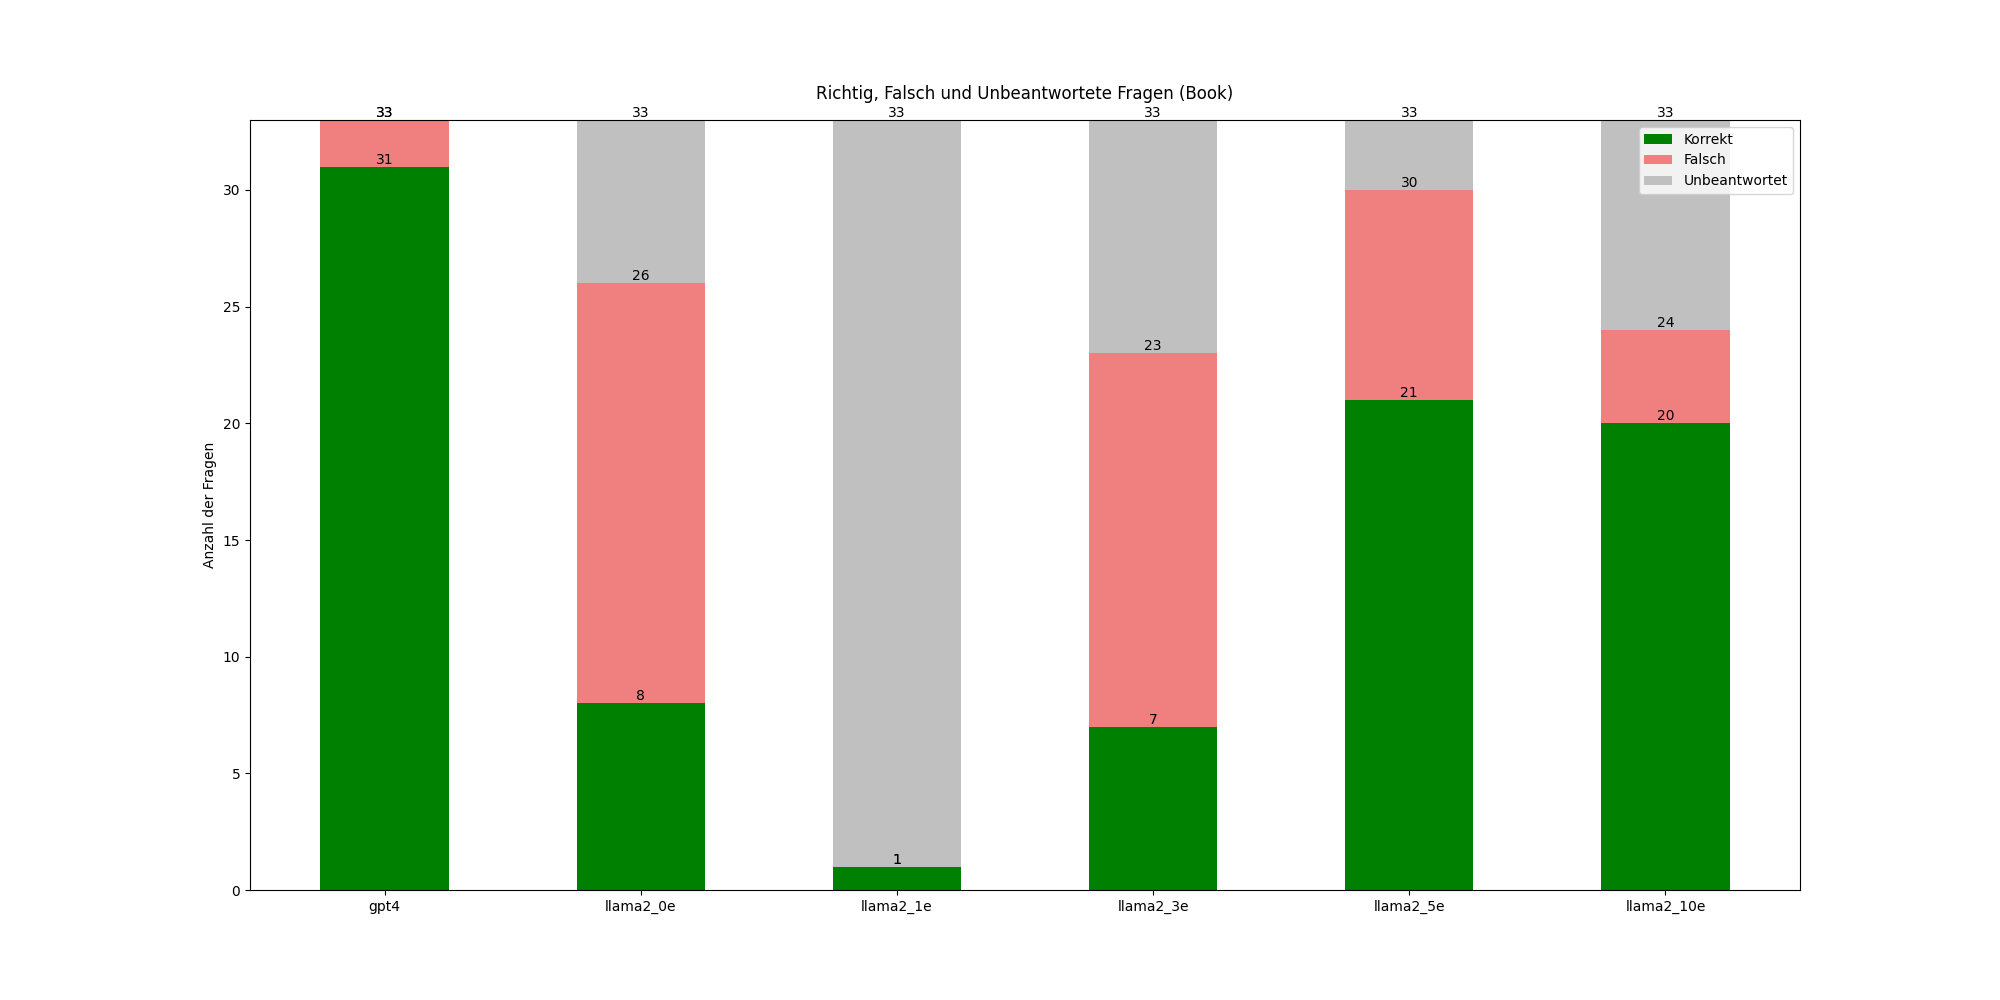 Richtig, Falsch und Unbeantwortete Fragen (Book)
33 33 33 33 33 33
Korrekt
Falsch
Unbeantwortet
31
30
26
24
23
21
20
8
7
1
Anzahl der Fragen
30
25
20
15
10
5
0
gpt4 llama2_0e llama2_1e llama2_3e llama2_5e llama2_10e